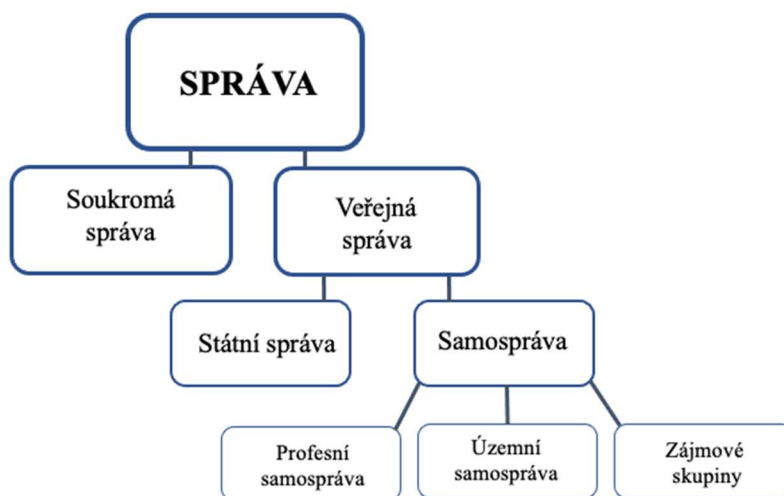 SPRÁVA
Soukromá
správa
Veřejná
správa
Státní správa
Samospráva
Profesní
samospráva
Územní
samospráva
Zájmové
skupiny